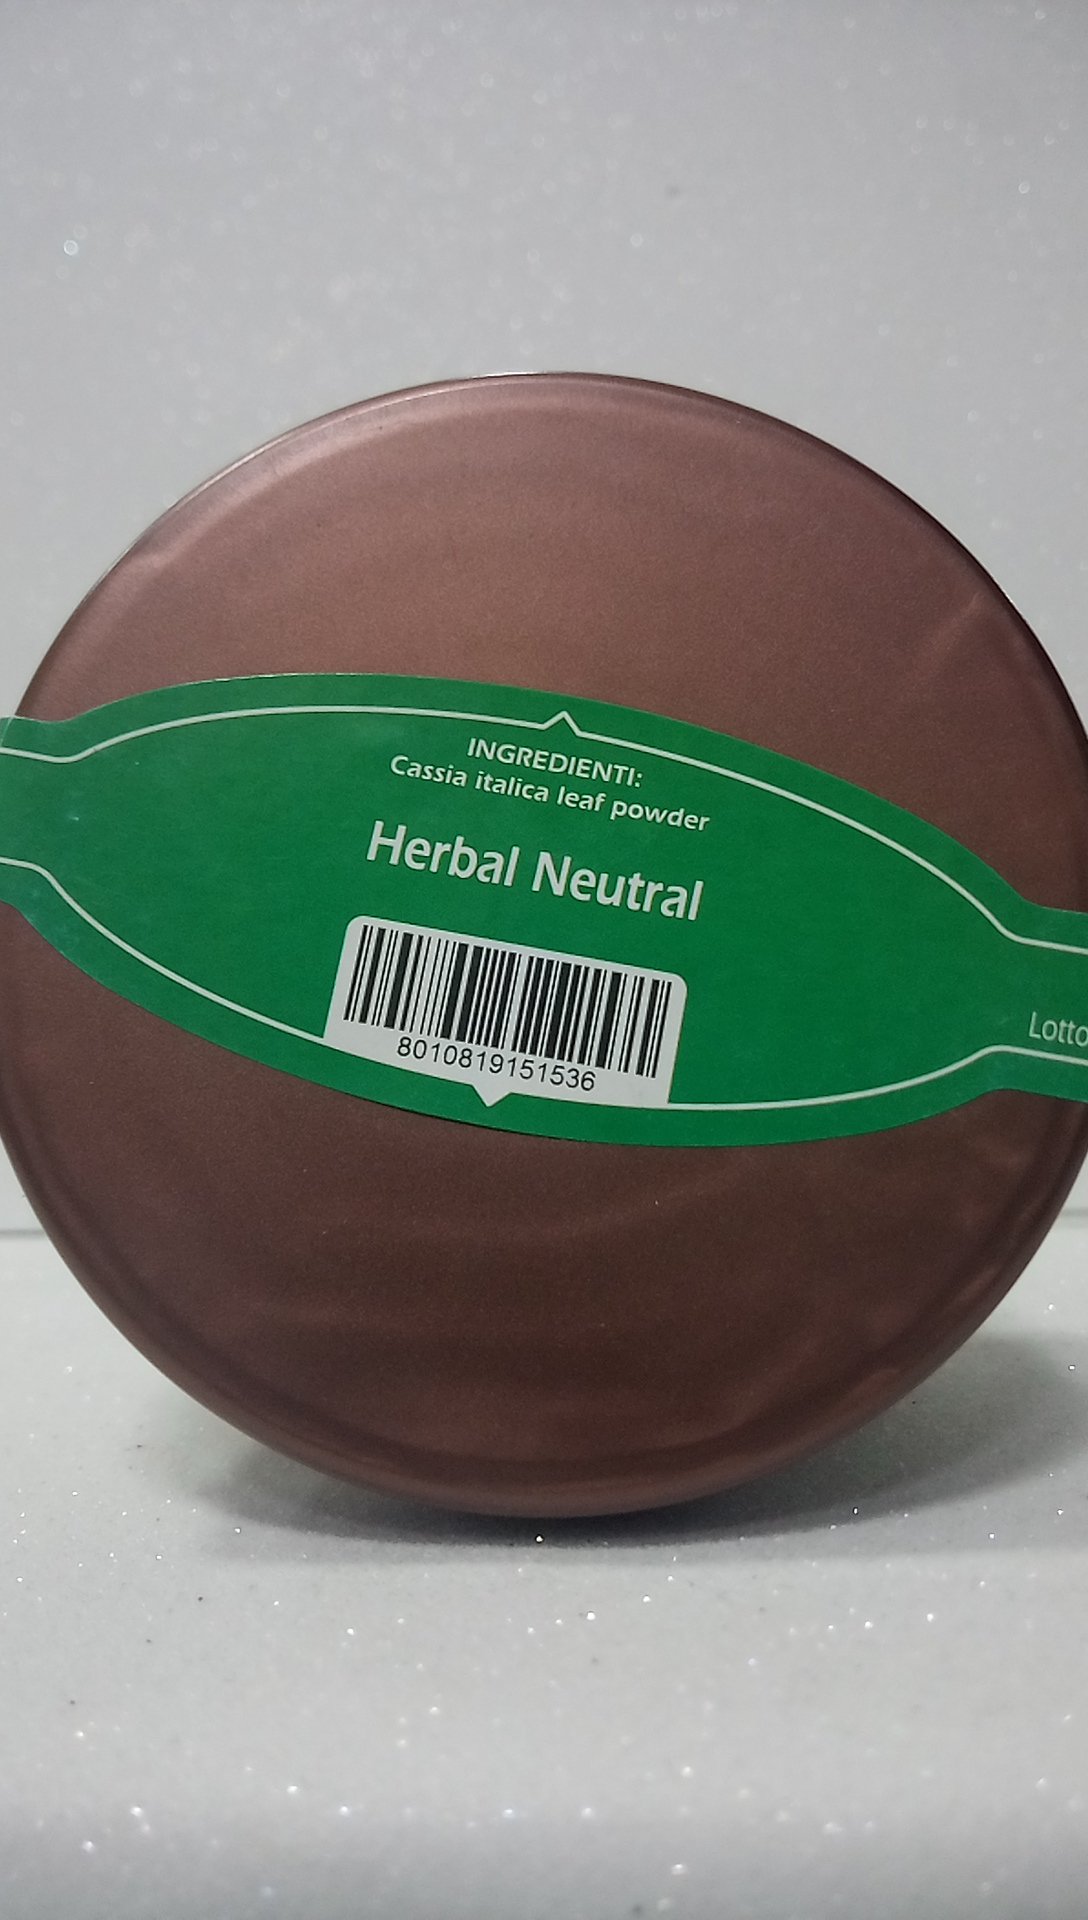 INGREDIENTI:
Cassia italica leaf powder
Herbal Neutral
8010819151536
Lotto